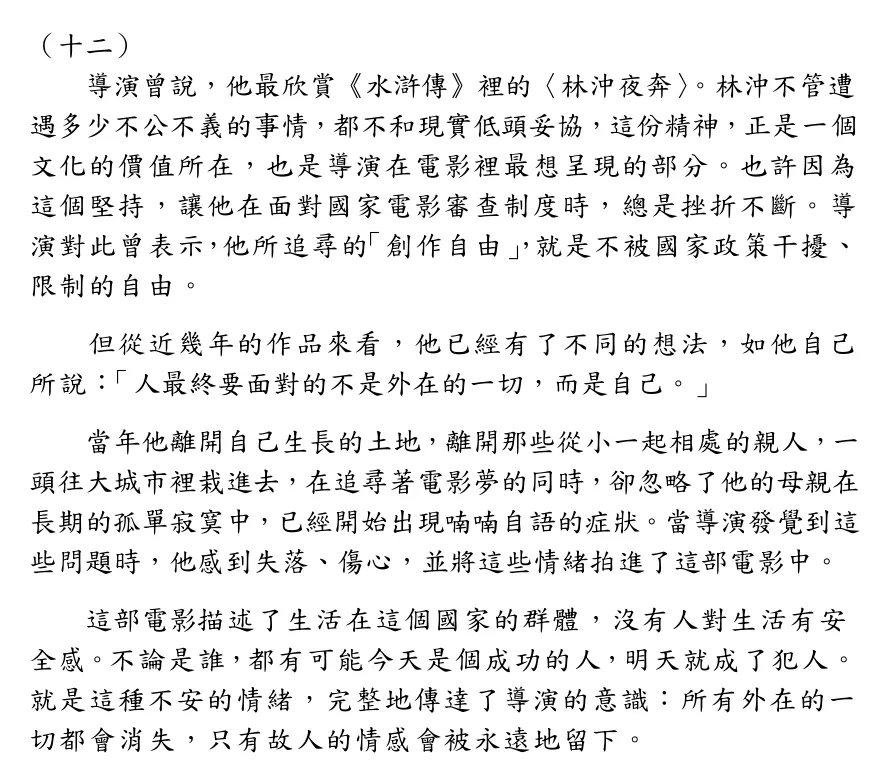 （十二）
導演曾說，他最欣賞《水滸傳》裡的〈林沖夜奔〉。林沖不管遭
遇多少不公不義的事情，都不和現實低頭妥協，這份精神，正是一個
文化的價值所在，也是導演在電影裡最想呈現的部分。也許因為
這個堅持，讓他在面對國家電影審查制度時，總是挫折不斷。導
演對此曾表示，他所追尋的「創作自由」，就是不被國家政策干擾、
限制的自由。
但從近幾年的作品來看，他已經有了不同的想法，如他自己
所說：「人最終要面對的不是外在的一切，而是自己。」
當年他離開自己生長的土地，離開那些從小一起相處的親人，一
頭往大城市裡栽進去，在追尋著電影夢的同時，卻忽略了他的母親在
長期的孤單寂寞中，已經開始出現喃喃自語的症狀。當導演發覺到這
些問題時，他感到失落、傷心，並將這些情緒拍進了這部電影中。
這部電影描述了生活在這個國家的群體，沒有人對生活有安
全感。不論是誰，都有可能今天是個成功的人，明天就成了犯人。
就是這種不安的情緒，完整地傳達了導演的意識：所有外在的一
切都會消失，只有故人的情感會被永遠地留下。